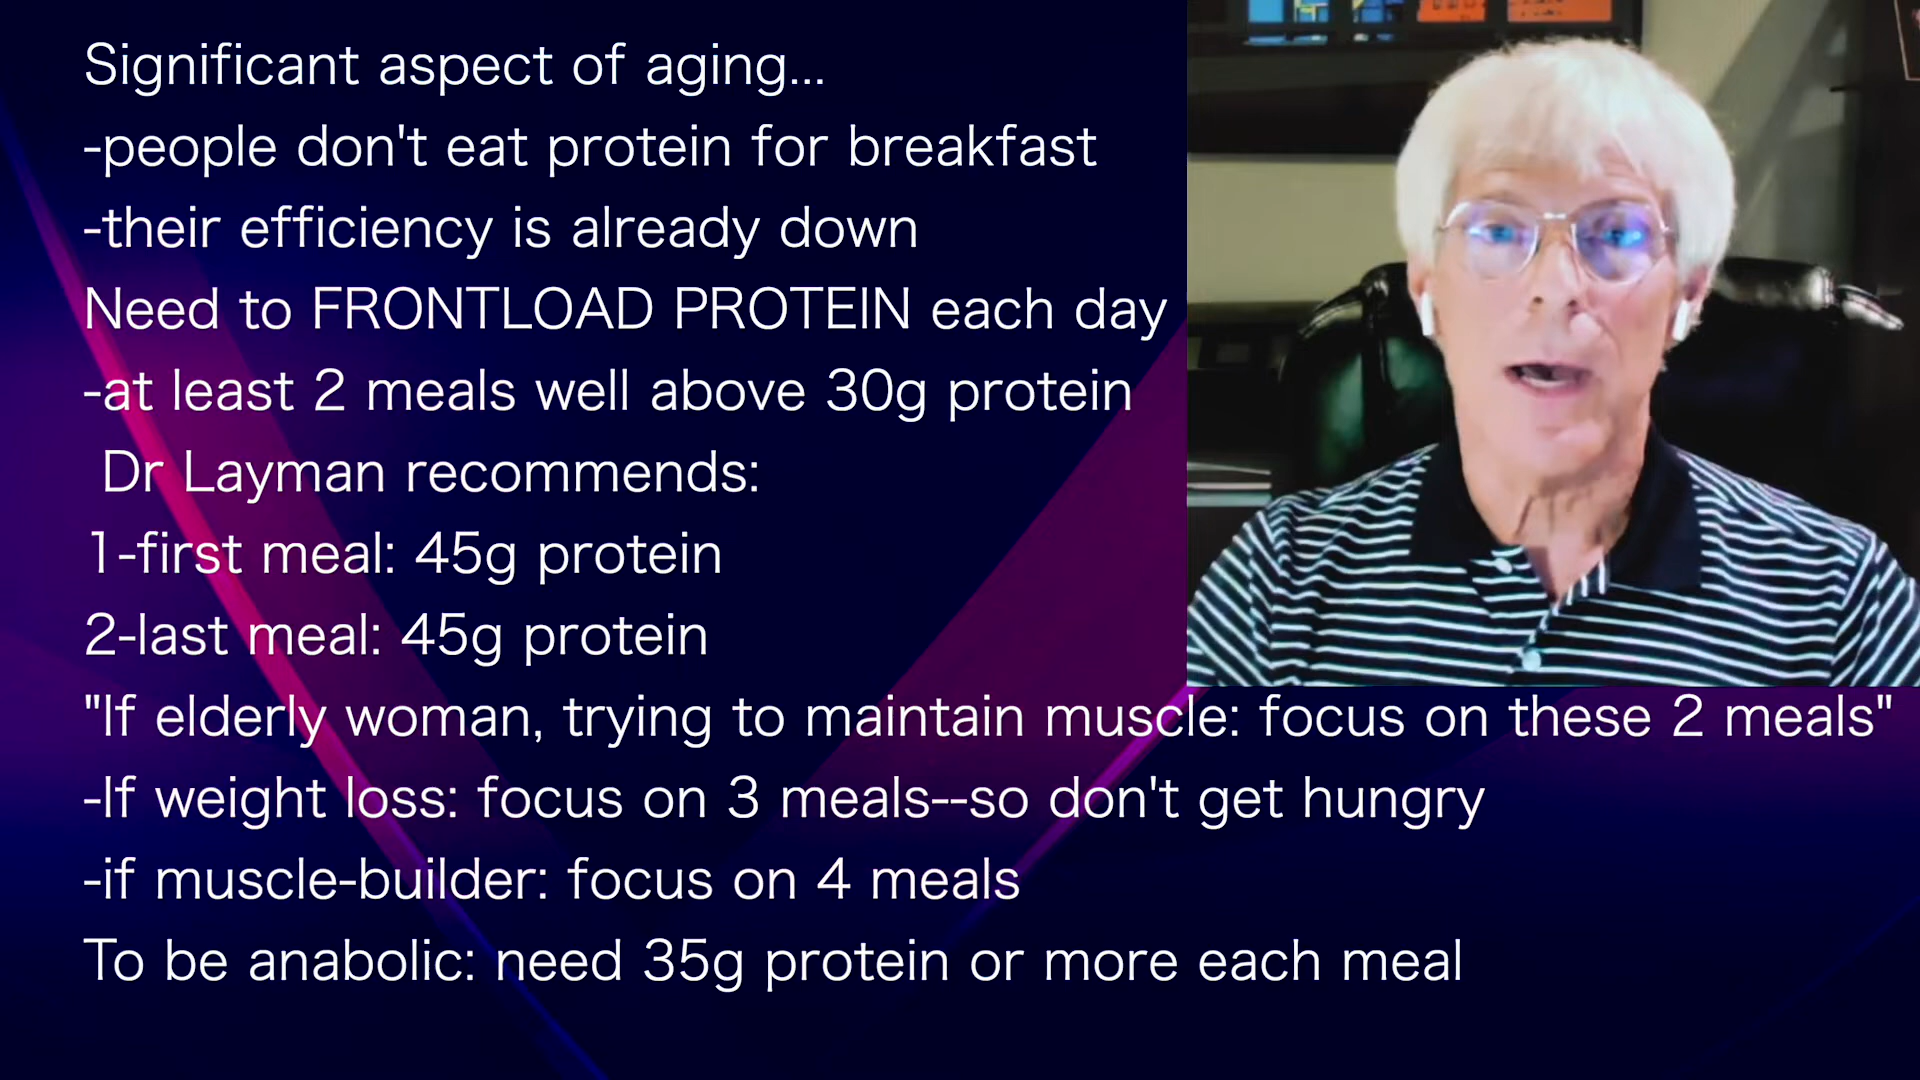 Significant aspect of aging...
-people don't eat protein for breakfast
-their efficiency is already down
Need to FRONTLOAD PROTEIN each day
-at least 2 meals well above 30g protein
Dr Layman recommends:
1-first meal: 45g protein
2-last meal: 45g protein
"If elderly woman, trying to maintain muscle: focus on these 2 meals"
-If weight loss: focus on 3 meals--so don't get hungry
-if muscle-builder: focus on 4 meals
To be anabolic: need 35g protein or more each meal